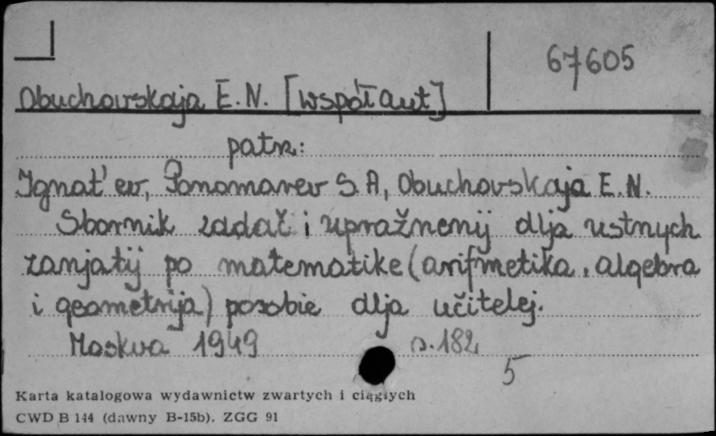 67605
Obuchovskaja E. N. [współaut]
patrz:
Ignat'ev, Ponomarev S. A, Obuchovskaja E. N.
Sbornik zadač i upražnenij dlja ustnych
zanjatij po matematike (arifmetika, algebra
i geometrija) posobie dlja učitelej.
Moskva 1949 s. 182
5
Karta katalogowa wydawnictw zwartych i ciągłych
CWD B 144 (dawny B-15b). ZGG 91